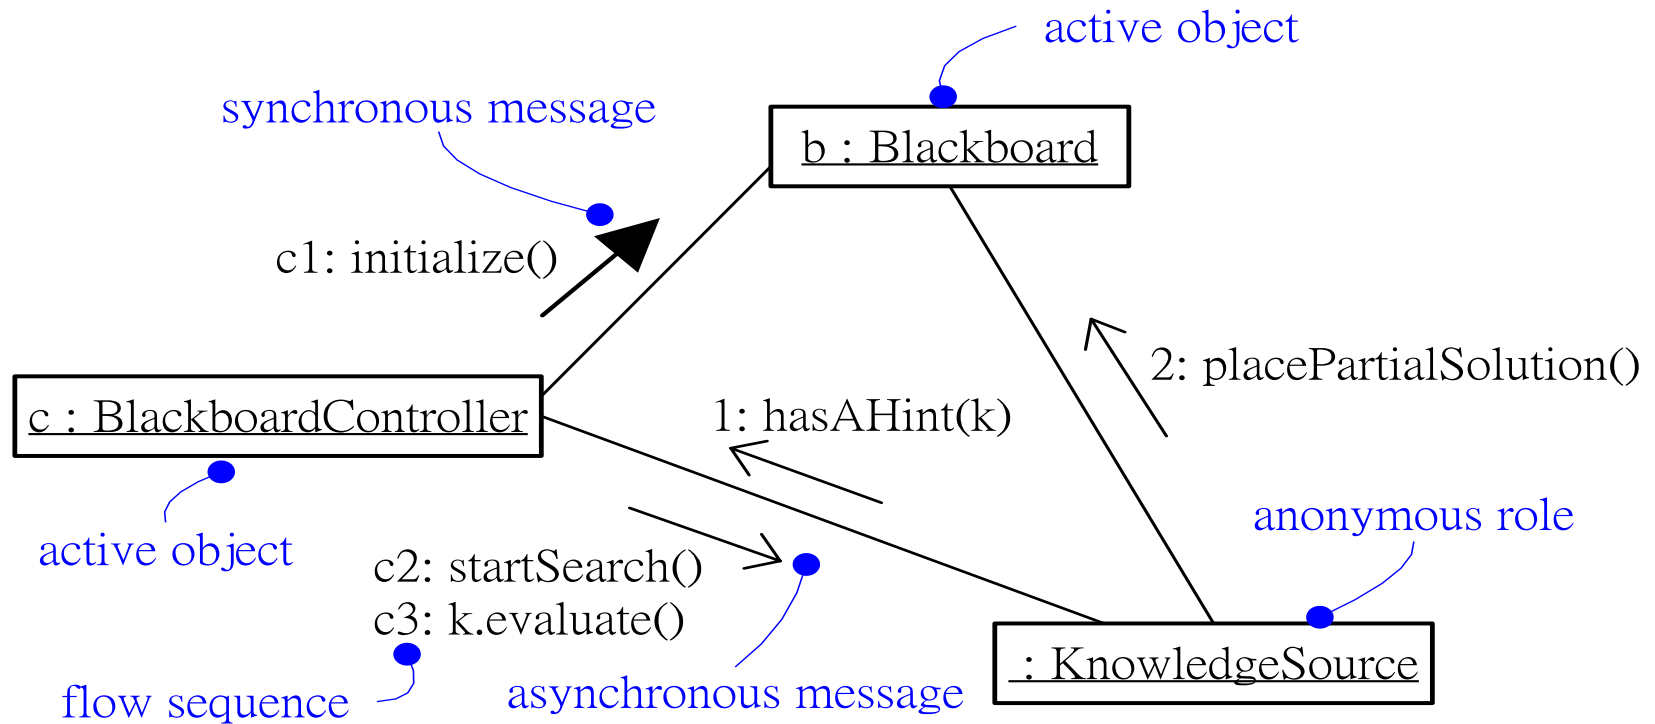 active object
synchronous message
b : Blackboard
c1: initialize()
2: placePartialSolution()
c : BlackboardController
1: hasAHint(k)
anonymous role
active object
c2: startSearch()
c3: k.evaluate()
: KnowledgeSource
flow sequence
asynchronous message